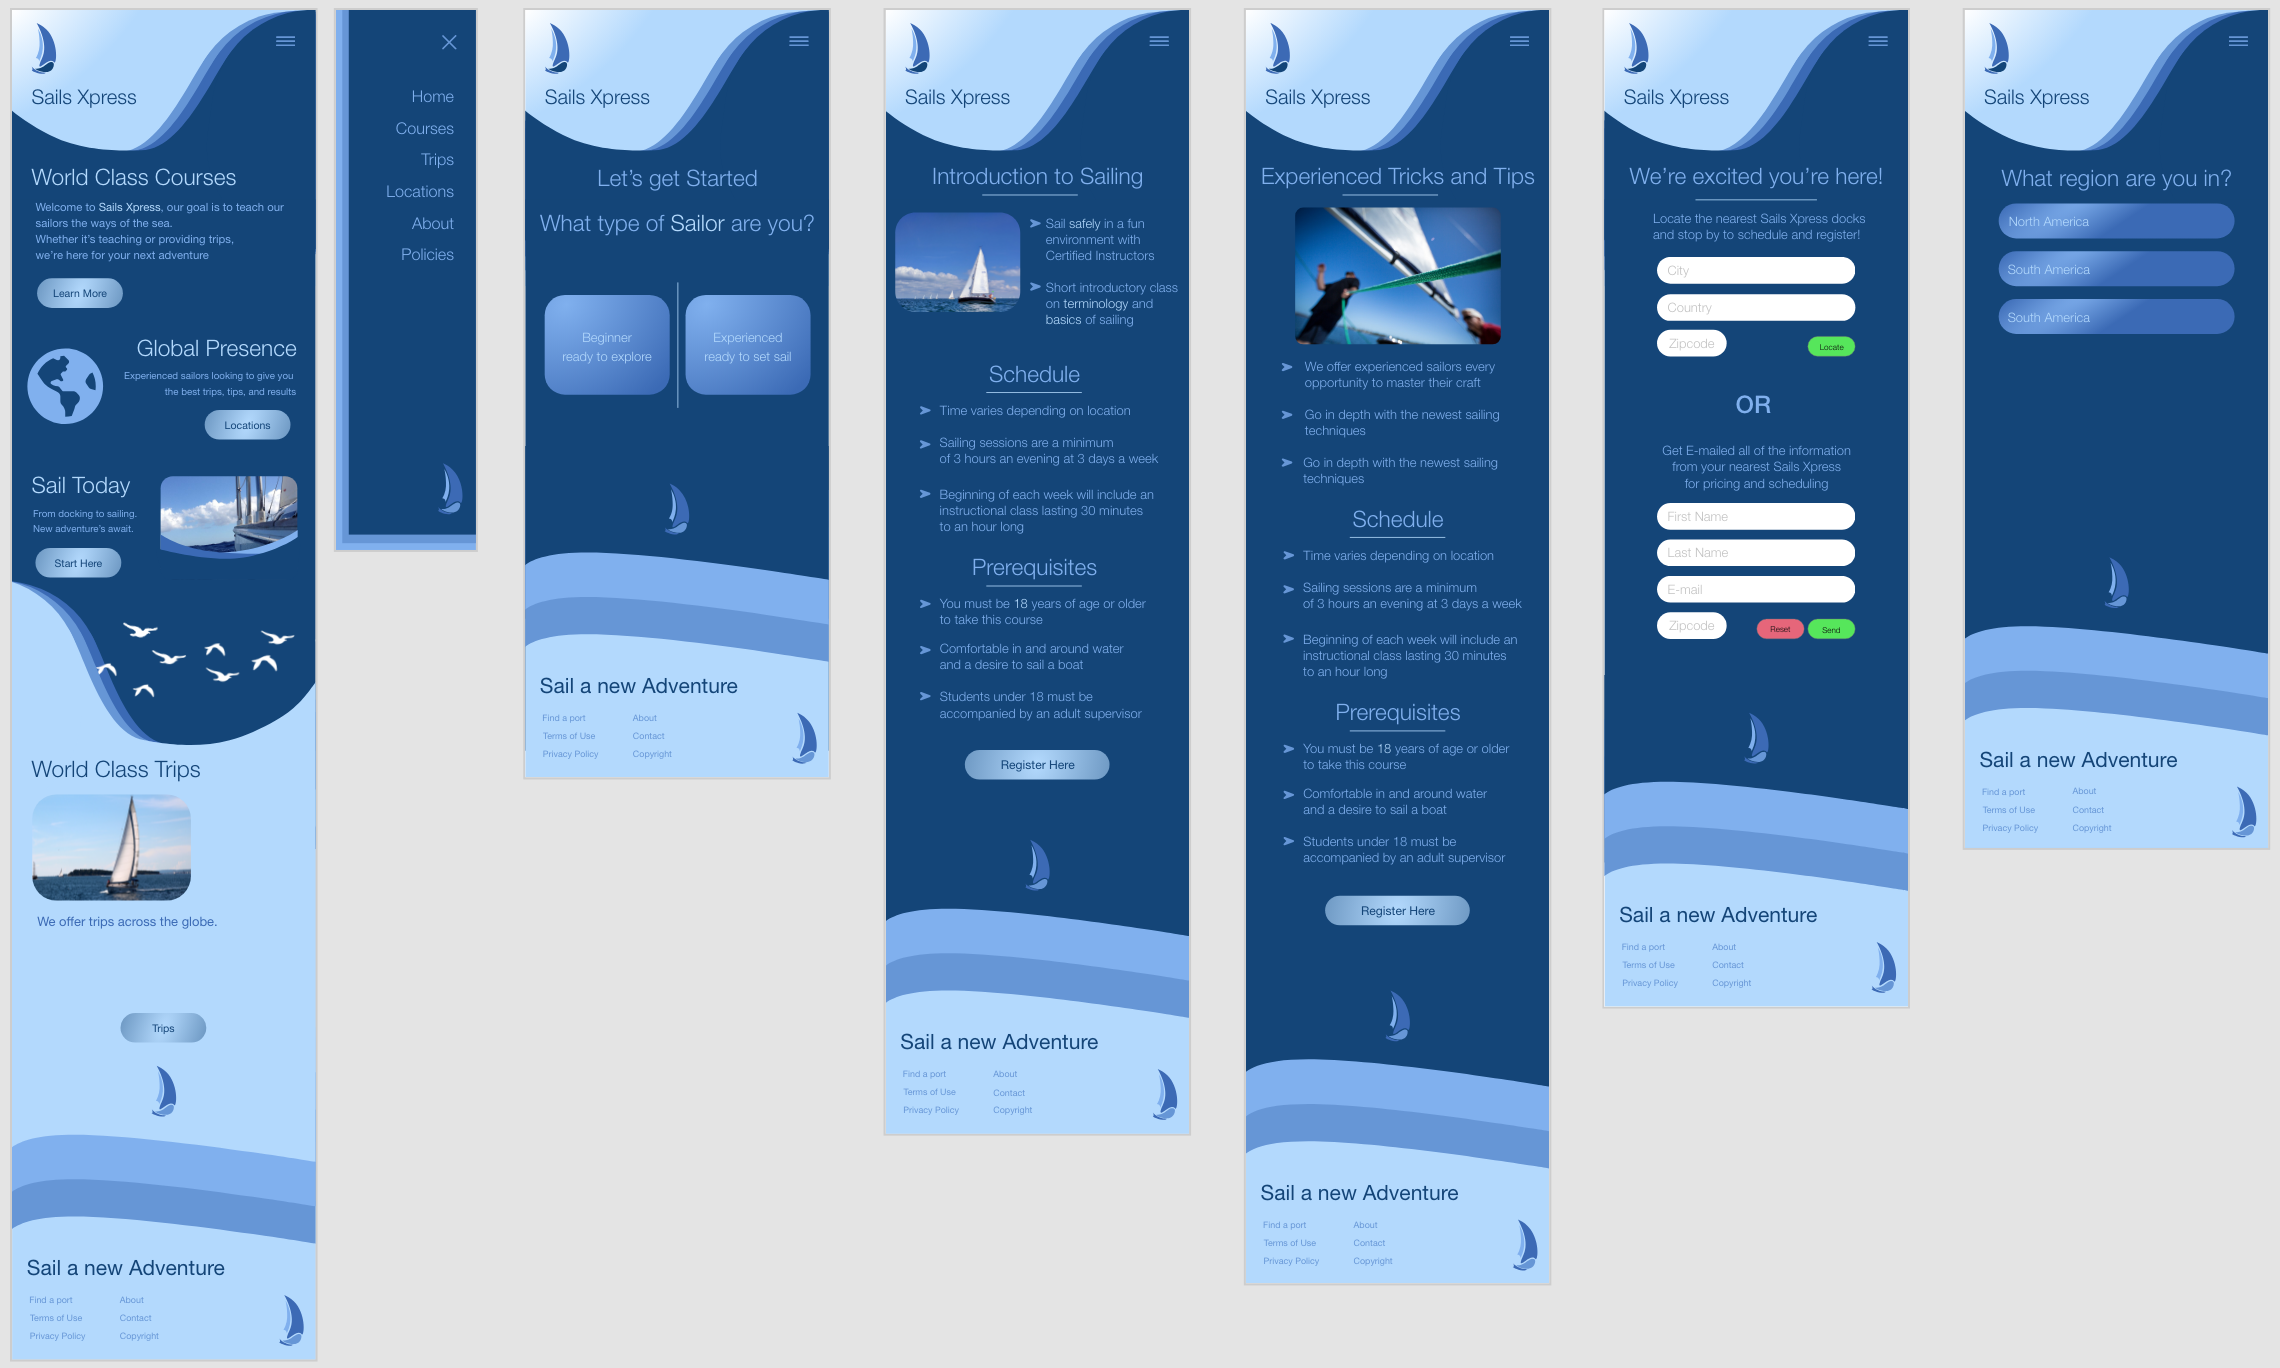 Sails Xpress
World Class Courses
Welcome to Sails Xpress, our goal is to teach our
sailors the ways of the sea.
Whether it's teaching or providing trips,
we're here for your next adventure
Learn More
Global Presence
Experienced sailors looking to give you
the best trips, tips, and results
Locations
Sail Today
From docking to sailing.
New adventure's await.
Start Here
World Class Trips
We offer trips across the globe.
Trips
Sail a new Adventure
Find a port
About
Terms of Use
Contact
Privacy Policy
Copyright
Home
Courses
Trips
Locations
About
Policies
Sails Xpress
Let's get Started
What type of Sailor are you?
Beginner
ready to explore
Experienced
ready to set sail
Sail a new Adventure
Find a port
About
Terms of Use
Contact
Privacy Policy
Copyright
Sails Xpress
Introduction to Sailing
Sail safely in a fun
environment with
Certified Instructors
Short introductory class
on terminology and
basics of sailing
Schedule
Time varies depending on location
Sailing sessions are a minimum
of 3 hours an evening at 3 days a week
Beginning of each week will include an
instructional class lasting 30 minutes
to an hour long
Prerequisites
You must be 18 years of age or older
to take this course
Comfortable in and around water
and a desire to sail a boat
Students under 18 must be
accompanied by an adult supervisor
Register Here
Sail a new Adventure
Find a port
About
Terms of Use
Contact
Privacy Policy
Copyright
Sails Xpress
Experienced Tricks and Tips
We offer experienced sailors every
opportunity to master their craft
Go in depth with the newest sailing
techniques
Go in depth with the newest sailing
techniques
Schedule
Time varies depending on location
Sailing sessions are a minimum
of 3 hours an evening at 3 days a week
Beginning of each week will include an
instructional class lasting 30 minutes
to an hour long
Prerequisites
You must be 18 years of age or older
to take this course
Comfortable in and around water
and a desire to sail a boat
Students under 18 must be
accompanied by an adult supervisor
Register Here
Sail a new Adventure
Find a port
About
Terms of Use
Contact
Privacy Policy
Copyright
Sails Xpress
We're excited you're here!
Locate the nearest Sails Xpress docks
and stop by to schedule and register!
City
Country
Zipcode
Locate
OR
Get E-mailed all of the information
from your nearest Sails Xpress
for pricing and scheduling
First Name
Last Name
E-mail
Zipcode
Reset
Send
Sail a new Adventure
Find a port
About
Terms of Use
Contact
Privacy Policy
Copyright
Sails Xpress
What region are you in?
North America
South America
South America
Sail a new Adventure
Find a port
About
Terms of Use
Contact
Privacy Policy
Copyright